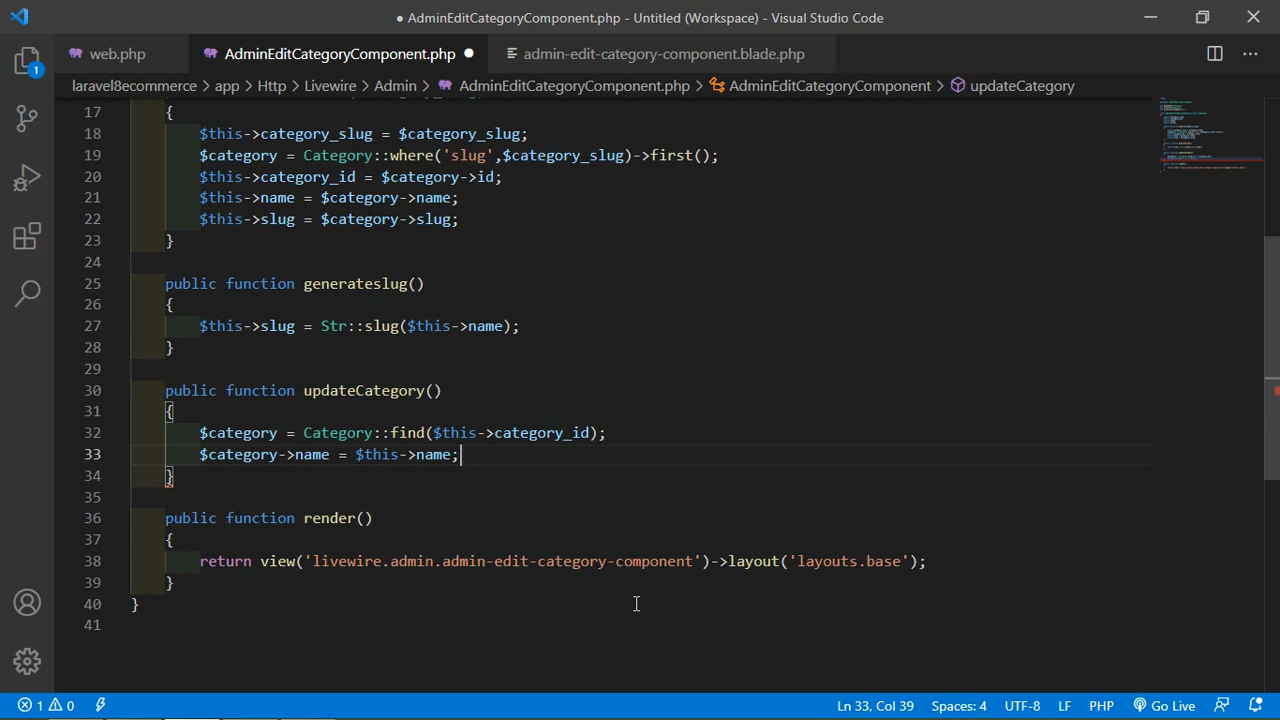 ● AdminEditCategoryComponent.php - Untitled (Workspace) - Visual Studio Code
web.php
AdminEditCategoryComponent.php ●
admin-edit-category-component.blade.php
1
laravel8ecommerce > app > Http > Livewire > Admin > AdminEditCategoryComponent.php > AdminEditCategoryComponent > updateCategory
17 {
18 $this->category_slug = $category_slug;
19 $category = Category::where('slug',$category_slug)->first();
20 $this->category_id = $category->id;
21 $this->name = $category->name;
22 $this->slug = $category->slug;
23 }
24
25 public function generateslug()
26 {
27 $this->slug = Str::slug($this->name);
28 }
29
30 public function updateCategory()
31 {
32 $category = Category::find($this->category_id);
33 $category->name = $this->name;
34 }
35
36 public function render()
37 {
38 return view('livewire.admin.admin-edit-category-component')->layout('layouts.base');
39 }
40 }
41
1 0 Ln 33, Col 39 Spaces: 4 UTF-8 LF PHP Go Live